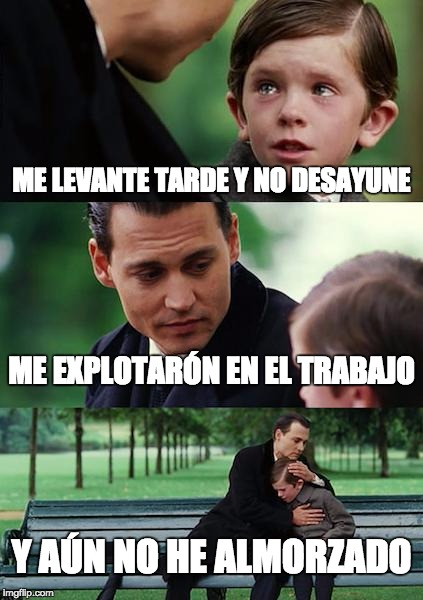 ME LEVANTE TARDE Y NO DESAYUNE
ME EXPLOTARÓN EN EL TRABAJO
Y AÚN NO HE ALMORZADO
imgflip.com